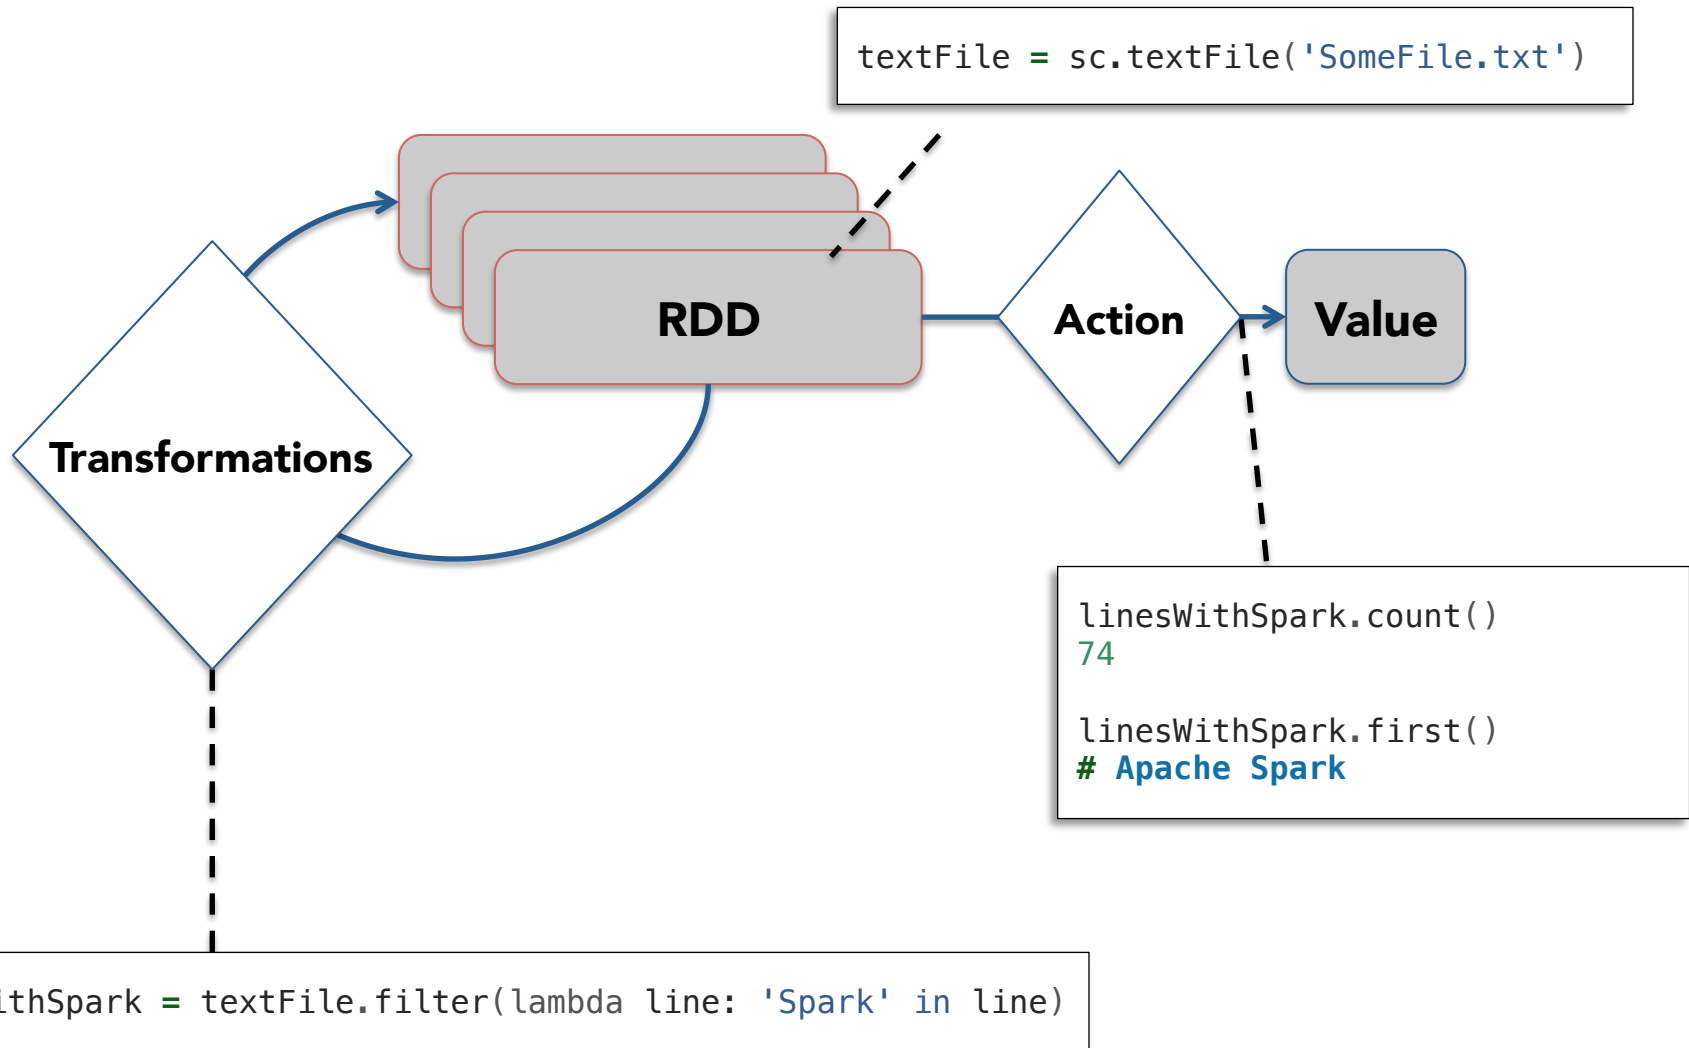 textFile = sc.textFile('SomeFile.txt')
RDD
Action
Value
Transformations
linesWithSpark.count()
74
linesWithSpark.first()
# Apache Spark
ithSpark = textFile.filter(lambda line: 'Spark' in line)